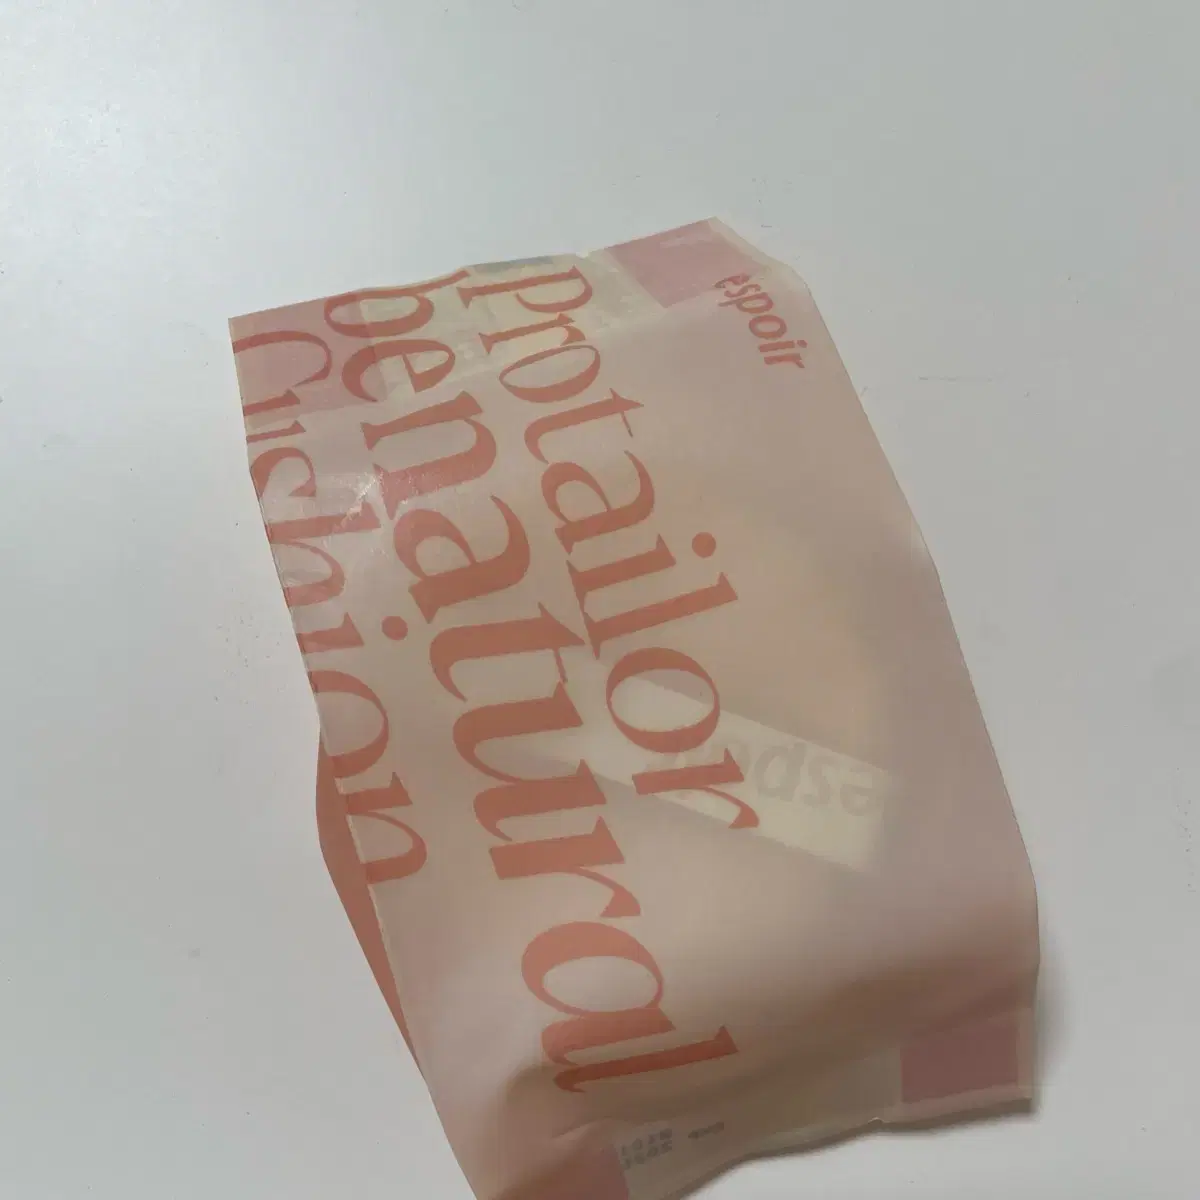 espoir
Protailor
benatural
Cushion